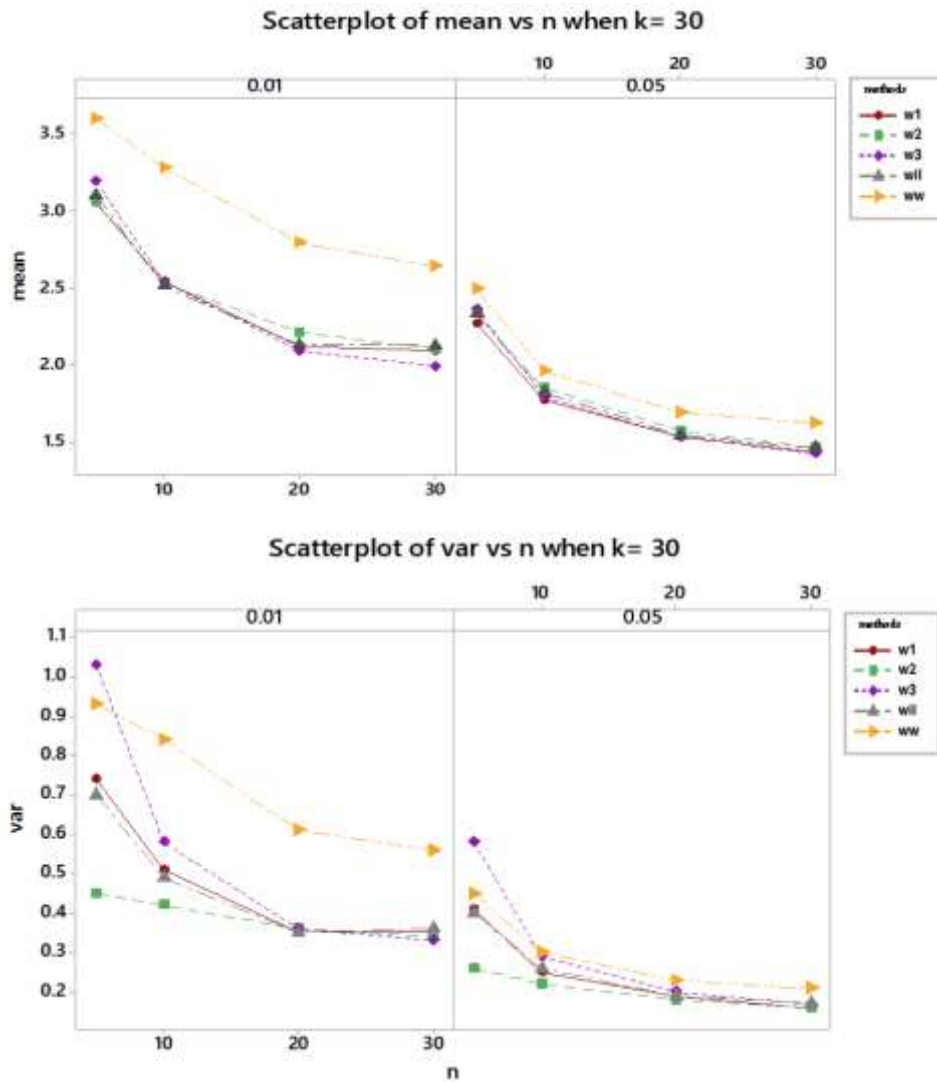 Scatterplot of mean vs n when k= 30
10 20 30
0.01 0.05
methods
w1
w2
w3
wII
ww
3.5
3.0
2.5
2.0
1.5
mean
10 20 30
Scatterplot of var vs n when k= 30
10 20 30
0.01 0.05
methods
w1
w2
w3
wII
ww
1.1
1.0
0.9
0.8
0.7
0.6
0.5
0.4
0.3
0.2
var
10 20 30
n